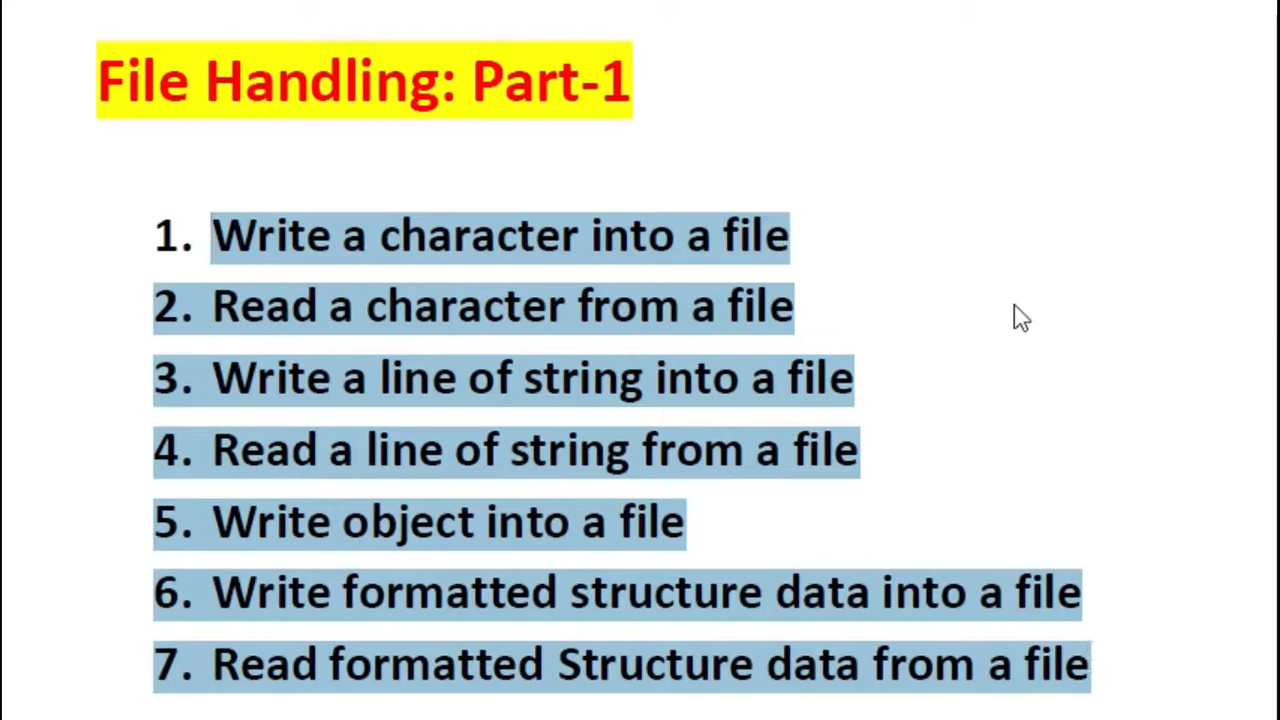 File Handling: Part-1
1. Write a character into a file
2. Read a character from a file
3. Write a line of string into a file
4. Read a line of string from a file
5. Write object into a file
6. Write formatted structure data into a file
7. Read formatted Structure data from a file